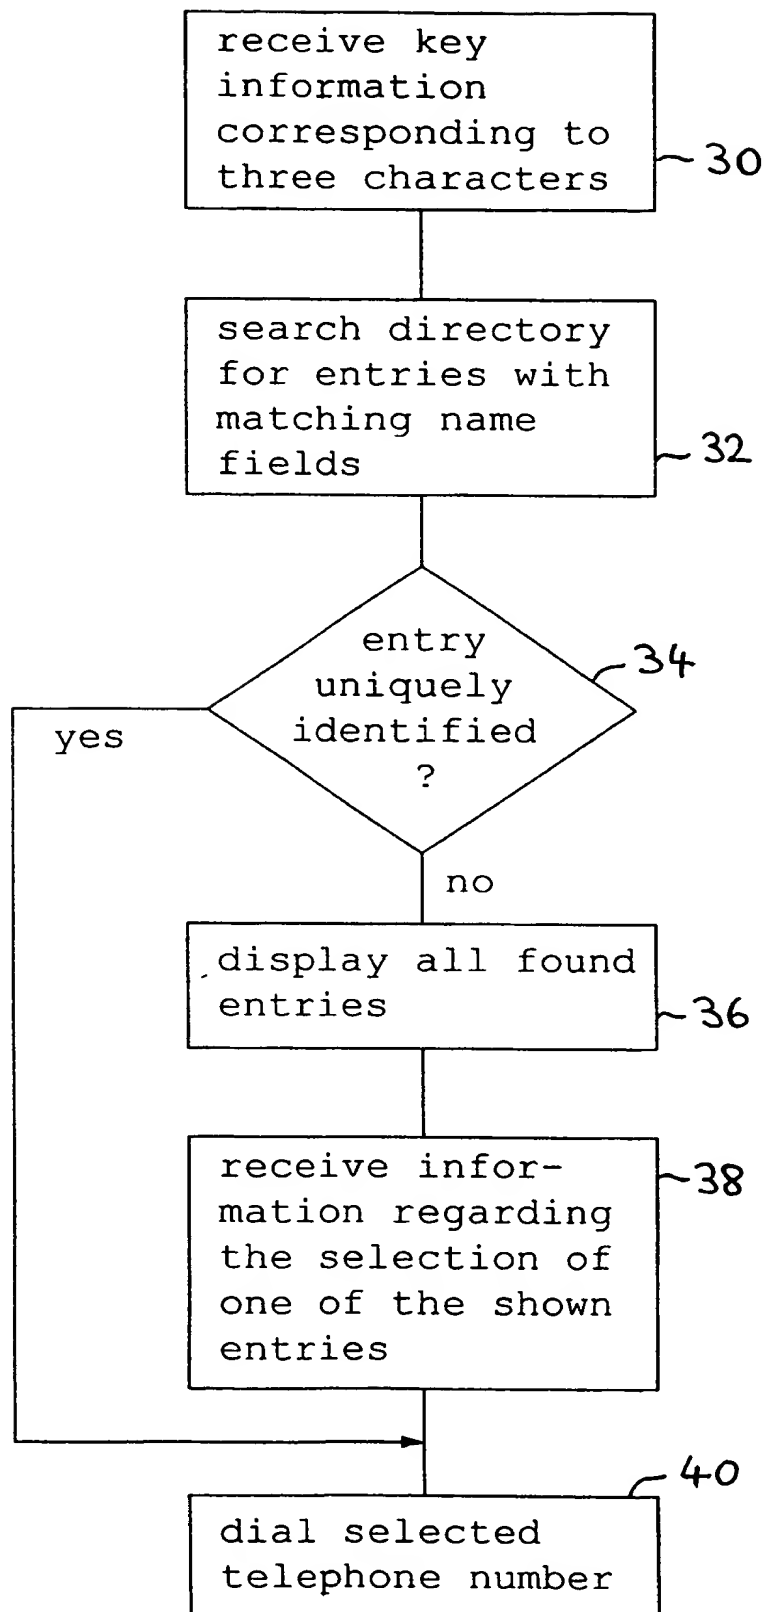 receive key
information
corresponding to
three characters
30
search directory
for entries with
matching name
fields
32
entry
uniquely
identified
?
34
yes
no
display all found
entries
36
receive infor-
mation regarding
the selection of
one of the shown
entries
38
40
dial selected
telephone number